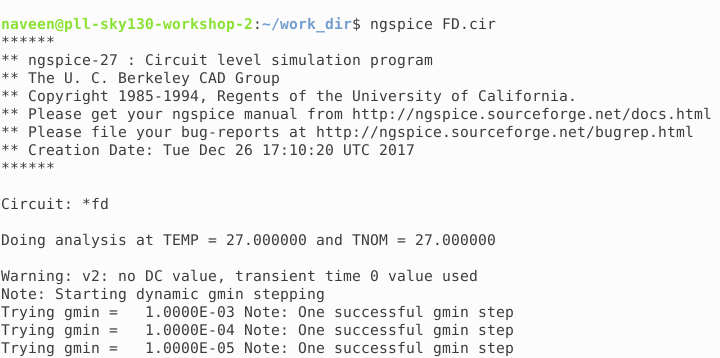 naveen@pll-sky130-workshop-2:~/work_dir$ ngspice FD.cir
******
** ngspice-27 : Circuit level simulation program
** The U. C. Berkeley CAD Group
** Copyright 1985-1994, Regents of the University of California.
** Please get your ngspice manual from http://ngspice.sourceforge.net/docs.html
** Please file your bug-reports at http://ngspice.sourceforge.net/bugrep.html
** Creation Date: Tue Dec 26 17:10:20 UTC 2017
******
Circuit: *fd
Doing analysis at TEMP = 27.000000 and TNOM = 27.000000
Warning: v2: no DC value, transient time 0 value used
Note: Starting dynamic gmin stepping
Trying gmin =   1.0000E-03 Note: One successful gmin step
Trying gmin =   1.0000E-04 Note: One successful gmin step
Trying gmin =   1.0000E-05 Note: One successful gmin step